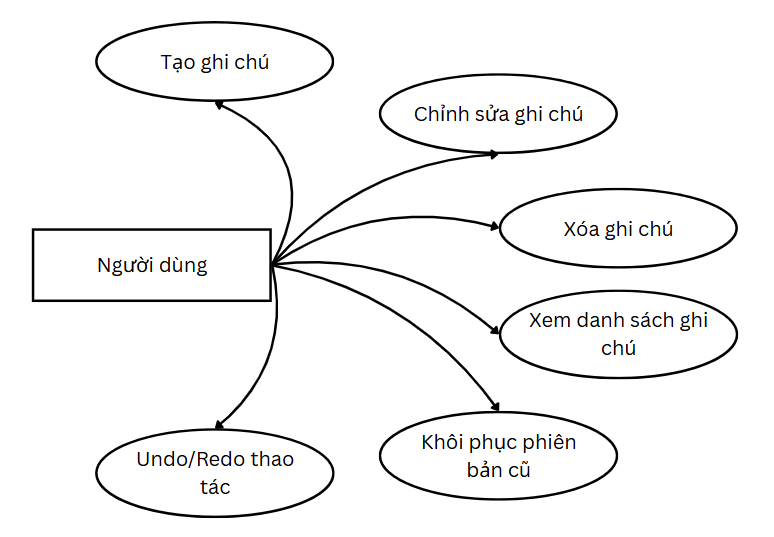 Tạo ghi chú
Chỉnh sửa ghi chú
Xóa ghi chú
Người dùng
Xem danh sách ghi
chú
Khôi phục phiên
bản cũ
Undo/Redo thao
tác